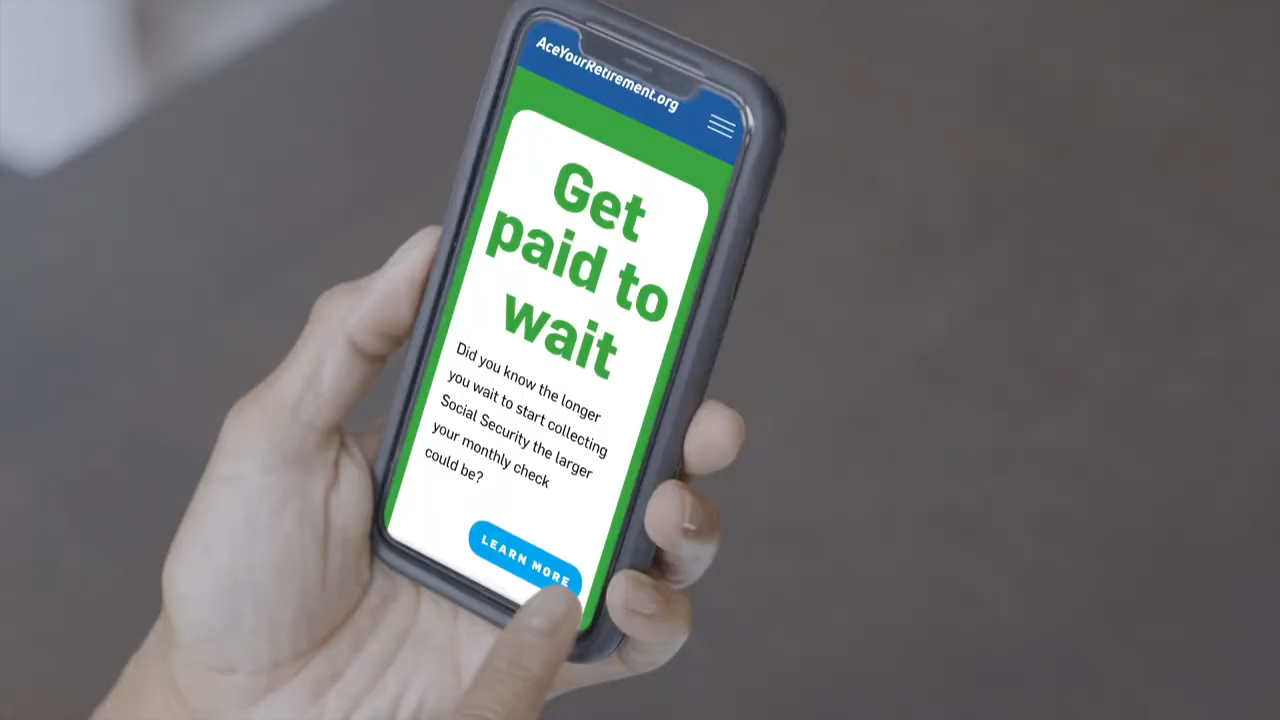 AceYourRetirement.org
Get
paid to
wait
Did you know the longer
you wait to start collecting
Social Security the larger
your monthly check
could be?
LEARN MORE